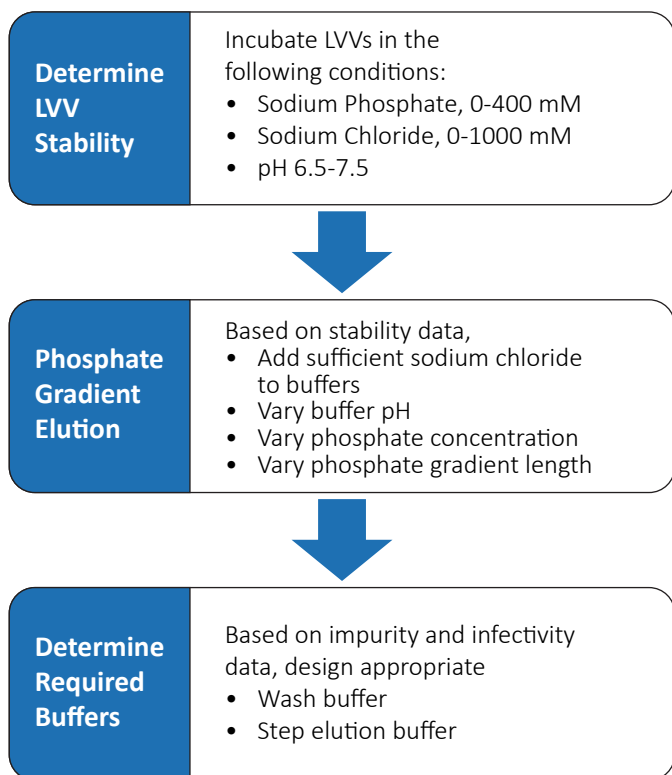 Determine
LVV
Stability
Incubate LVVs in the
following conditions:
• Sodium Phosphate, 0-400 mM
• Sodium Chloride, 0-1000 mM
• pH 6.5-7.5
Phosphate
Gradient
Elution
Based on stability data,
• Add sufficient sodium chloride
to buffers
• Vary buffer pH
• Vary phosphate concentration
• Vary phosphate gradient length
Determine
Required
Buffers
Based on impurity and infectivity
data, design appropriate
• Wash buffer
• Step elution buffer